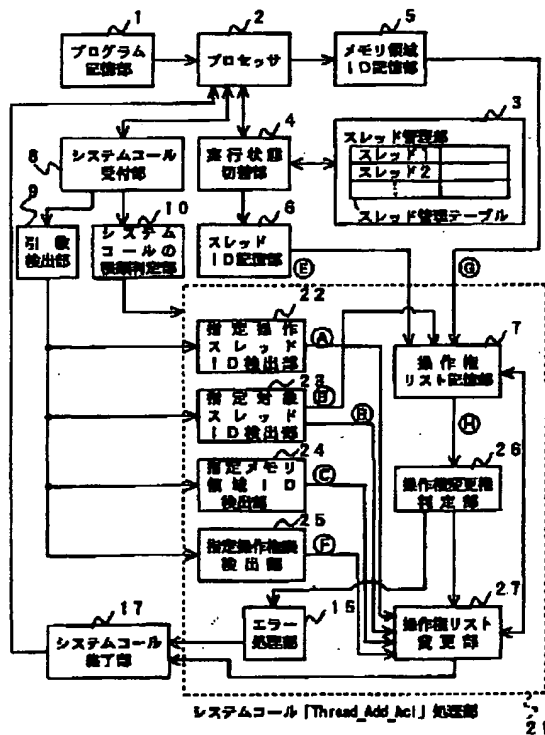 1
プログラム
記憶部
2
プロセッサ
5
メモリ領域
ID記憶部
3
スレッド管理部
スレッド1
スレッド2
スレッド管理テーブル
4
実行状態
切替部
8
システムコール
受付部
9
引数
検出部
10
システム
コールの
種類判定部
6
スレッド
ID記憶部
E
G
22
指定操作
スレッド
ID検出部
A
23
指定対象
スレッド
ID検出部
B
B
24
指定メモリ
領域ID
検出部
C
25
指定操作権限
検出部
F
7
操作権
リスト記憶部
H
26
操作権変更権
判定部
27
操作権リスト
変更部
エラー
処理部
17
システムコール
終了部
システムコール「Thread_Add_Acl」処理部
21